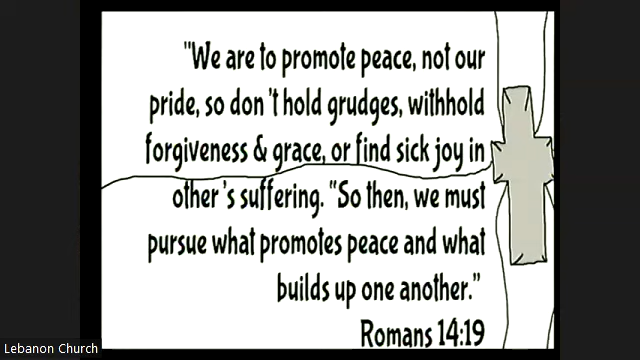 "We are to promote peace, not our
pride, so don't hold grudges, withhold
forgiveness & grace, or find sick joy in
other's suffering. "So then, we must
pursue what promotes peace and what
builds up one another."
Romans 14:19
Lebanon Church